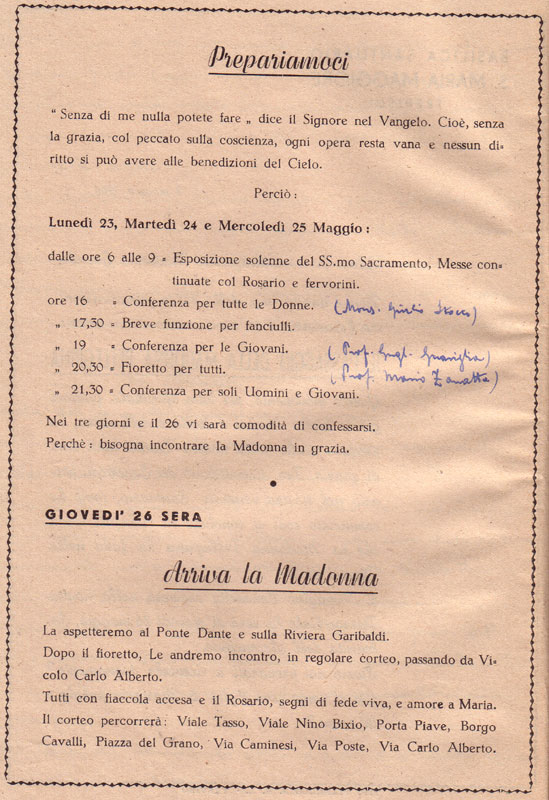 Prepariamoci
" Senza di me nulla potete fare „ dice il Signore nel Vangelo. Cioè, senza
la grazia, col peccato sulla coscienza, ogni opera resta vana e nessun di=
ritto si può avere alle benedizioni del Cielo.
Perciò :
Lunedì 23, Martedì 24 e Mercoledì 25 Maggio :
dalle ore 6 alle 9 = Esposizione solenne del SS.mo Sacramento, Messe con=
tinuate col Rosario e fervorini.
ore 16 = Conferenza per tutte le Donne. (Mons. Giulio Stocco)
„ 17,30 = Breve funzione per fanciulli.
„ 19 = Conferenza per le Giovani. (Prof. Gugl. Guariglia)
„ 20,30 = Fioretto per tutti. (Prof. Mario Zanatta)
„ 21,30 = Conferenza per soli Uomini e Giovani.
Nei tre giorni e il 26 vi sarà comodità di confessarsi.
Perchè : bisogna incontrare la Madonna in grazia.
GIOVEDI' 26 SERA
Arriva la Madonna
La aspetteremo al Ponte Dante e sulla Riviera Garibaldi.
Dopo il fioretto, Le andremo incontro, in regolare corteo, passando da Vi=
colo Carlo Alberto.
Tutti con fiaccola accesa e il Rosario, segni di fede viva, e amore a Maria.
Il corteo percorrerà : Viale Tasso, Viale Nino Bixio, Porta Piave, Borgo
Cavalli, Piazza del Grano, Via Caminesi, Via Poste, Via Carlo Alberto.